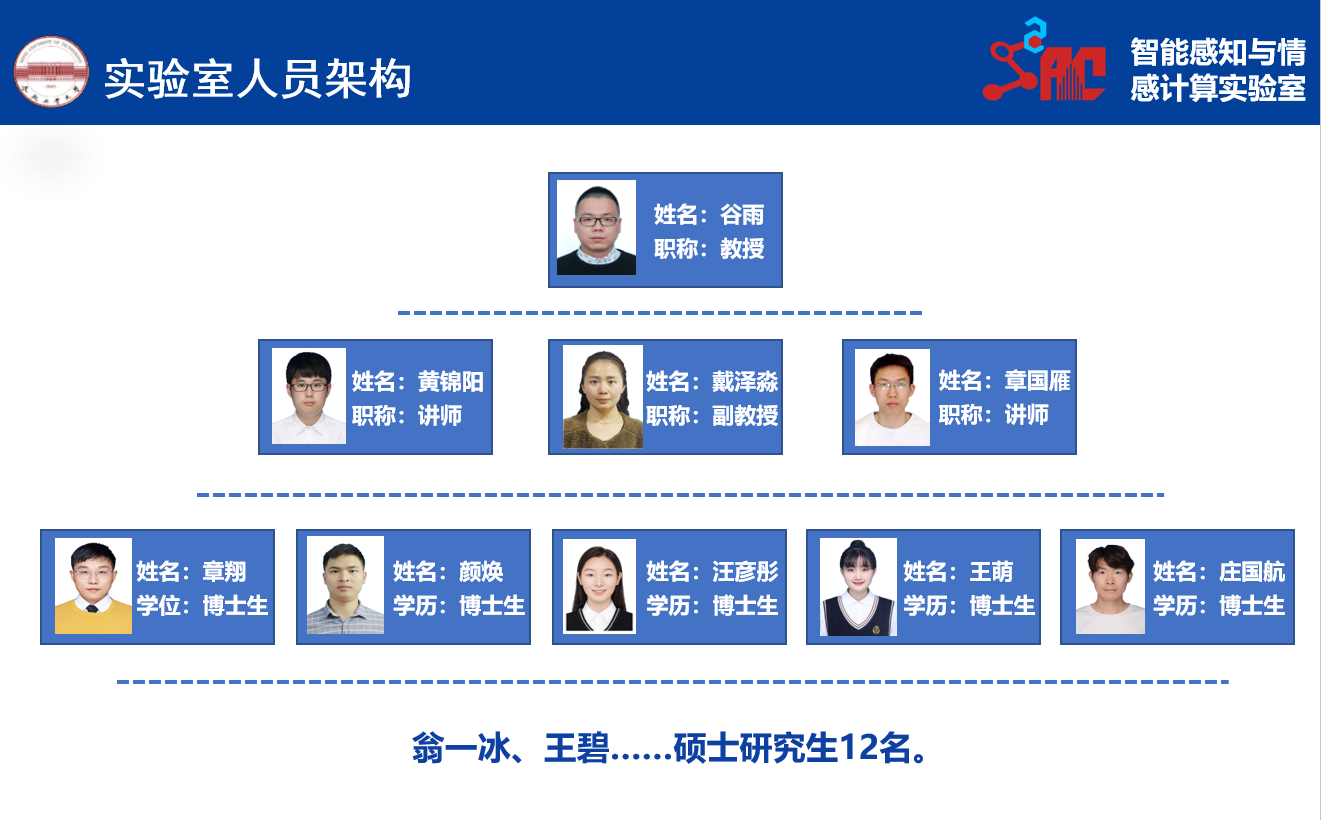 实验室人员架构
智能感知与情
感计算实验室
姓名：谷雨
职称：教授
姓名：黄锦阳
职称：讲师
姓名：戴泽淼
职称：副教授
姓名：章国雁
职称：讲师
姓名：章翔
学位：博士生
姓名：颜焕
学历：博士生
姓名：汪彦彤
学历：博士生
姓名：王萌
学历：博士生
姓名：庄国航
学历：博士生
翁一冰、王碧……硕士研究生12名。